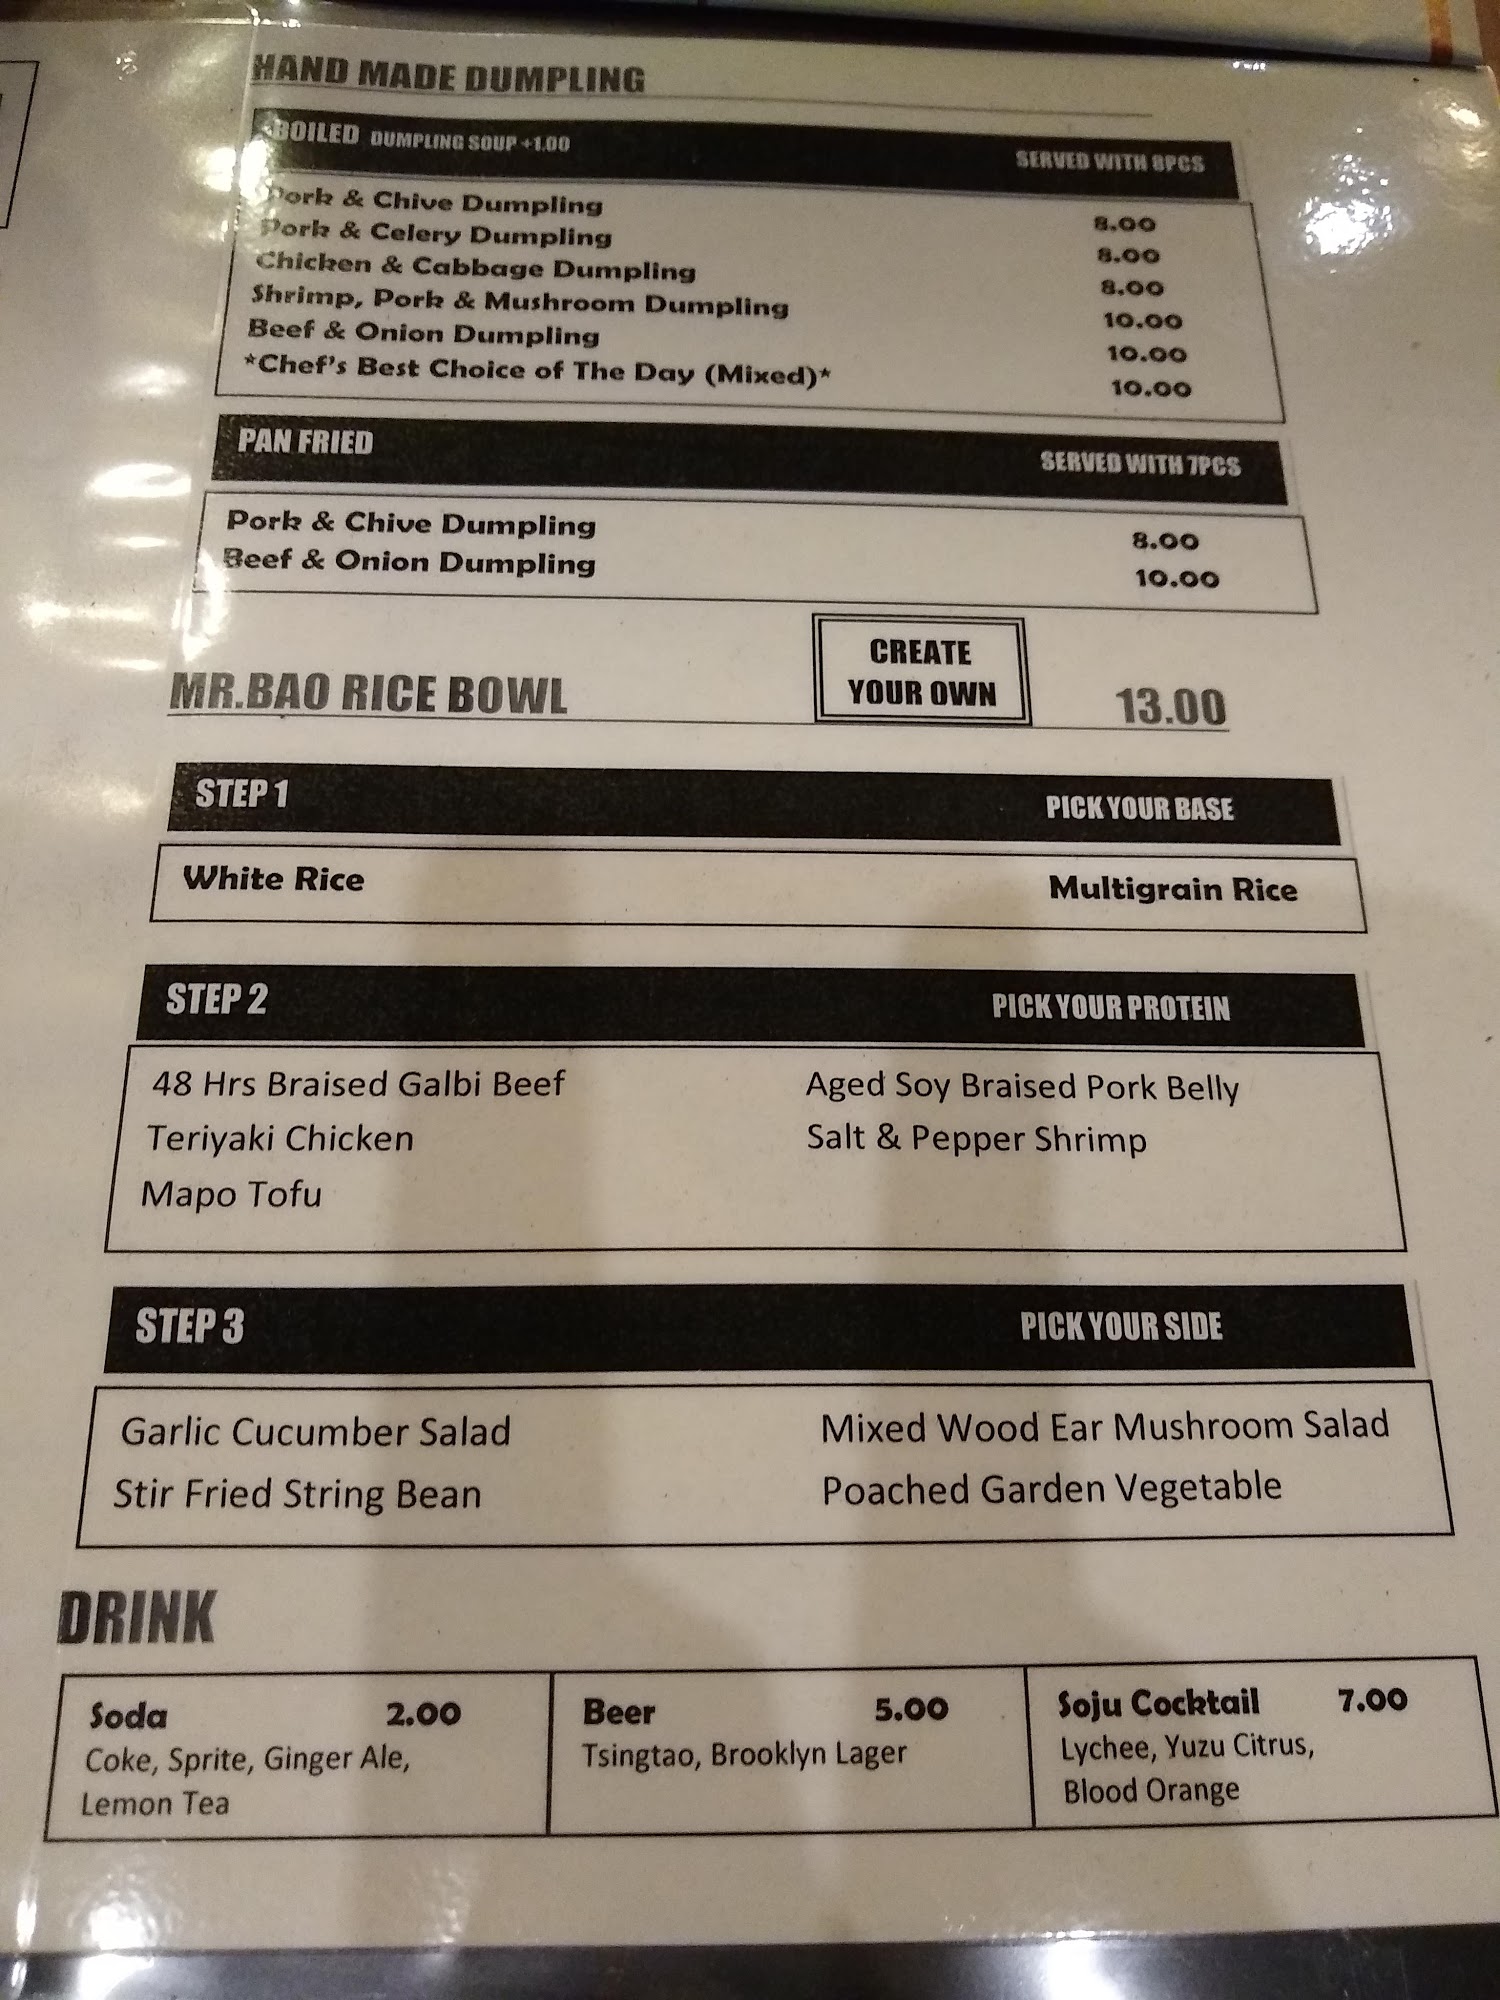 HAND MADE DUMPLING
BOILED DUMPLING SOUP +1.00 SERVED WITH 8PCS
Pork & Chive Dumpling 8.00
Pork & Celery Dumpling 8.00
Chicken & Cabbage Dumpling 8.00
Shrimp, Pork & Mushroom Dumpling 10.00
Beef & Onion Dumpling 10.00
*Chef's Best Choice of The Day (Mixed)* 10.00
PAN FRIED SERVED WITH 7PCS
Pork & Chive Dumpling 8.00
Beef & Onion Dumpling 10.00
CREATE
YOUR OWN
MR.BAO RICE BOWL 13.00
STEP 1 PICK YOUR BASE
White Rice Multigrain Rice
STEP 2 PICK YOUR PROTEIN
48 Hrs Braised Galbi Beef Aged Soy Braised Pork Belly
Teriyaki Chicken Salt & Pepper Shrimp
Mapo Tofu
STEP 3 PICK YOUR SIDE
Garlic Cucumber Salad Mixed Wood Ear Mushroom Salad
Stir Fried String Bean Poached Garden Vegetable
DRINK
Soda 2.00
Coke, Sprite, Ginger Ale,
Lemon Tea
Beer 5.00
Tsingtao, Brooklyn Lager
Soju Cocktail 7.00
Lychee, Yuzu Citrus,
Blood Orange